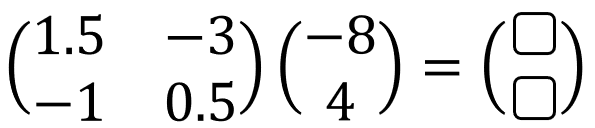 (1.5 −3) (−8) = (□)
(−1 0.5) (4) (□)